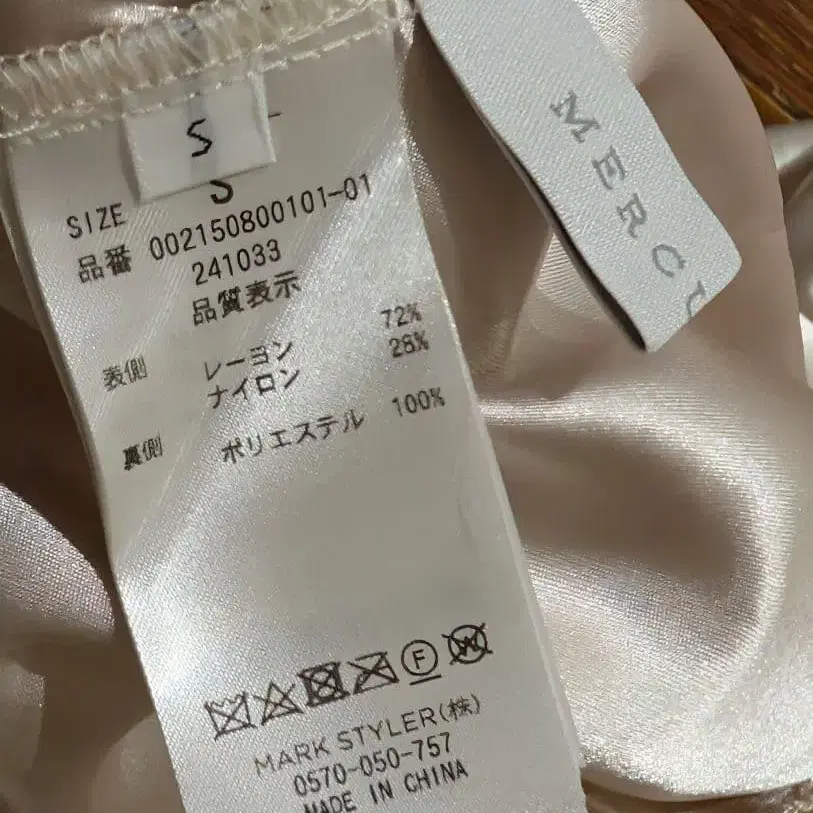 S
SIZE S
品番 002150800101-01
241033
品質表示
表側 レーヨン 72%
ナイロン 28%
裏側 ポリエステル 100%
F W
MARK STYLER(株)
0570-050-757
MADE IN CHINA
MERCU